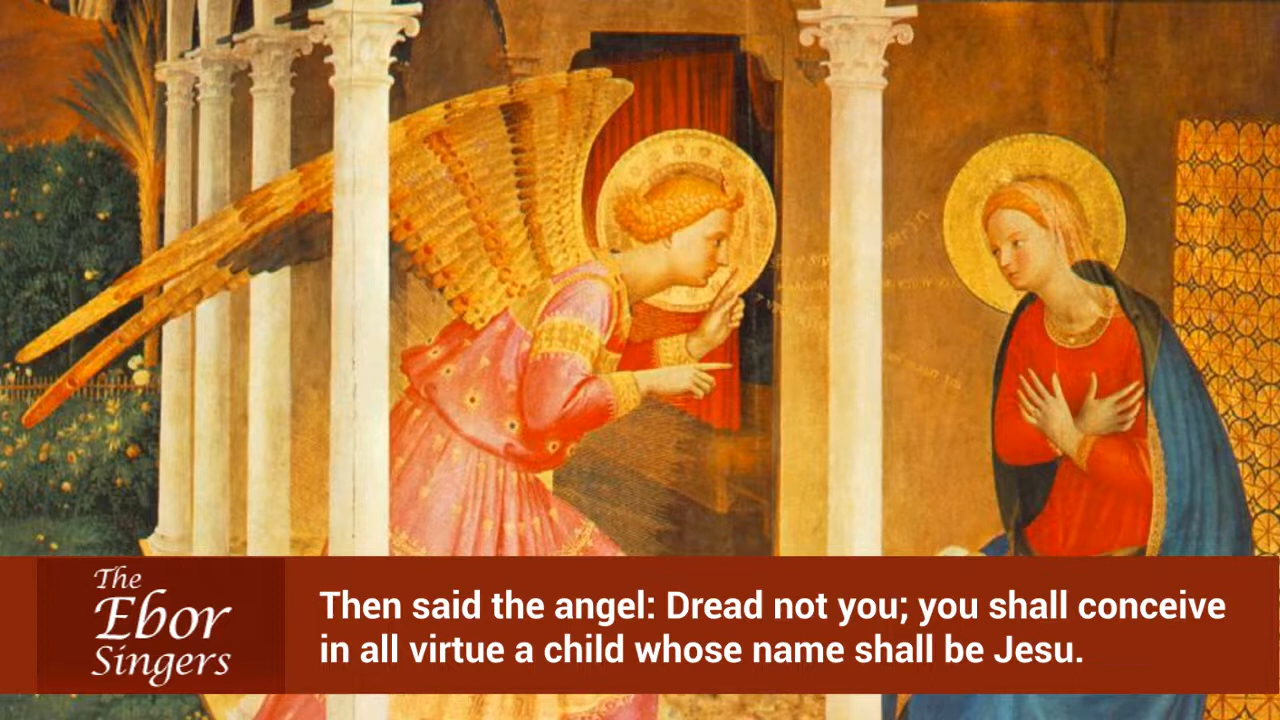 The
Ebor
Singers
Then said the angel: Dread not you; you shall conceive
in all virtue a child whose name shall be Jesu.